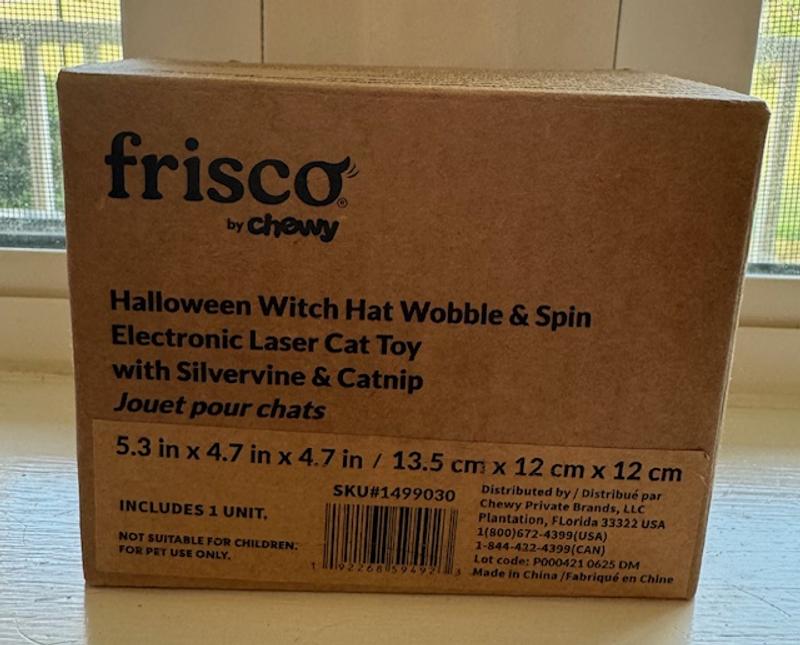 frisco®
by chewy
Halloween Witch Hat Wobble & Spin
Electronic Laser Cat Toy
with Silvervine & Catnip
Jouet pour chats
5.3 in x 4.7 in x 4.7 in / 13.5 cm x 12 cm x 12 cm
INCLUDES 1 UNIT.
NOT SUITABLE FOR CHILDREN.
FOR PET USE ONLY.
SKU#1499030
1 92268 59492 3
Distributed by / Distribué par
Chewy Private Brands, LLC
Plantation, FLorida 33322 USA
1(800)672-4399(USA)
1-844-422-4399(CAN)
Lot code: P000421 0625 DM
Made in China /Fabriqué en Chine